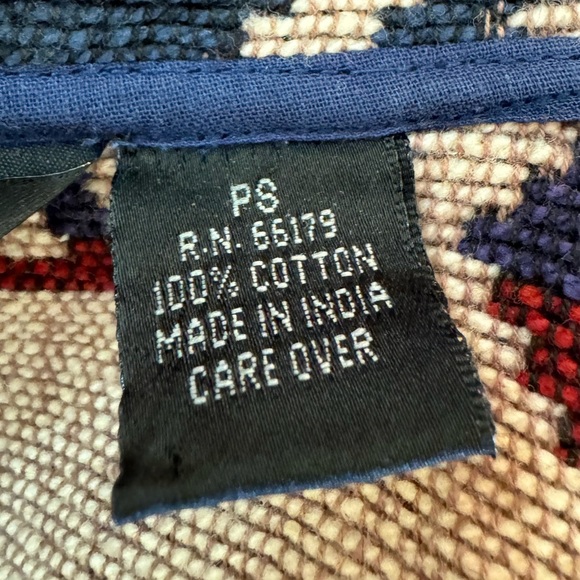 PS
R.N. 66179
100% COTTON
MADE IN INDIA
CARE OVER